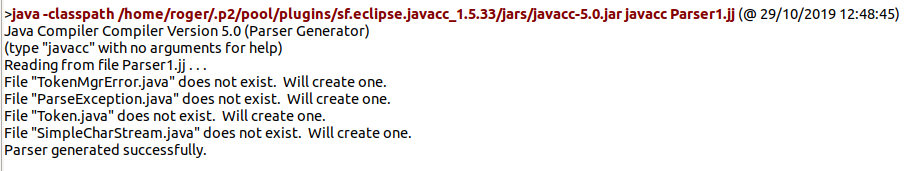 >java -classpath /home/roger/.p2/pool/plugins/sf.eclipse.javacc_1.5.33/jars/javacc-5.0.jar javacc Parser1.jj (@ 29/10/2019 12:48:45)
Java Compiler Compiler Version 5.0 (Parser Generator)
(type "javacc" with no arguments for help)
Reading from file Parser1.jj . . .
File "TokenMgrError.java" does not exist.  Will create one.
File "ParseException.java" does not exist.  Will create one.
File "Token.java" does not exist.  Will create one.
File "SimpleCharStream.java" does not exist.  Will create one.
Parser generated successfully.